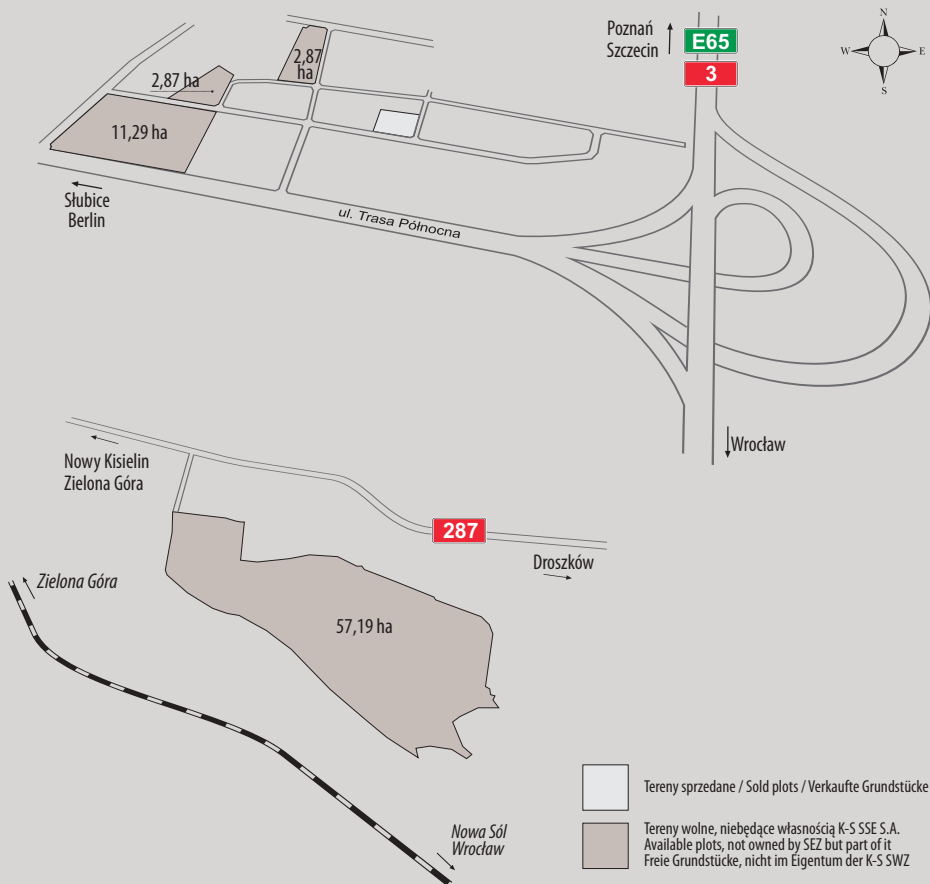 Poznań
Szczecin
E65
3
N
W
E
S
2,87
ha
2,87 ha
11,29 ha
Słubice
Berlin
ul. Trasa Północna
Wrocław
Nowy Kisielin
Zielona Góra
287
Droszków
Zielona Góra
57,19 ha
Nowa Sól
Wrocław
Tereny sprzedane / Sold plots / Verkaufte Grundstücke
Tereny wolne, niebędące własnością K-S SSE S.A.
Available plots, not owned by SEZ but part of it
Freie Grundstücke, nicht im Eigentum der K-S SWZ